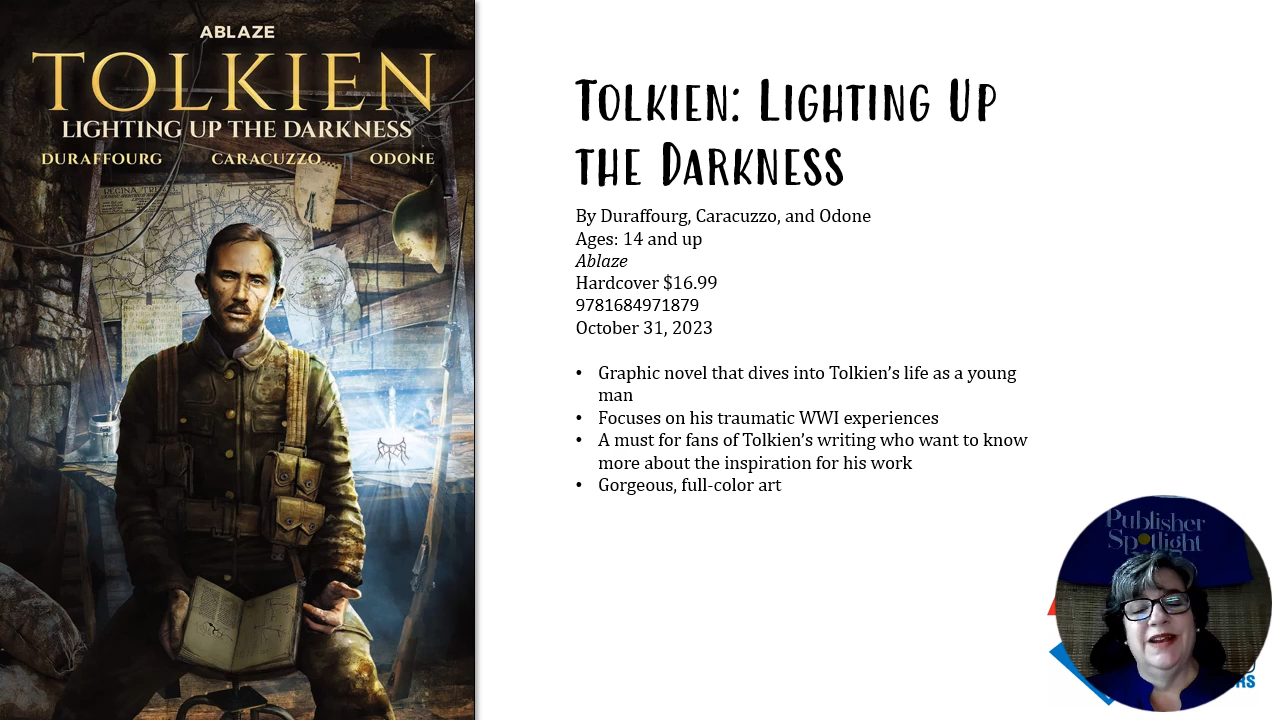 ABLAZE
TOLKIEN
LIGHTING UP THE DARKNESS
DURAFFOURG CARACUZZO ODONE
REGINA
Tolkien: Lighting Up
the Darkness
By Duraffourg, Caracuzzo, and Odone
Ages: 14 and up
Ablaze
Hardcover $16.99
9781684971879
October 31, 2023
• Graphic novel that dives into Tolkien’s life as a young
man
• Focuses on his traumatic WWI experiences
• A must for fans of Tolkien’s writing who want to know
more about the inspiration for his work
• Gorgeous, full-color art
Publisher
Spotlight